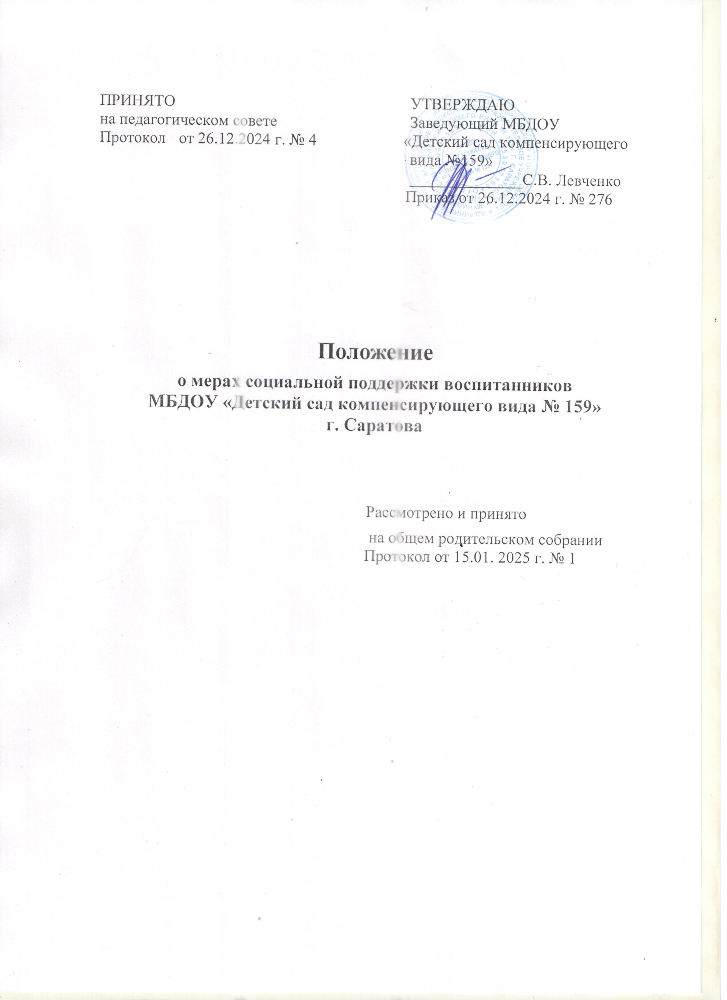 ПРИНЯТО
на педагогическом совете
Протокол от 26.12.2024 г. № 4
УТВЕРЖДАЮ
Заведующий МБДОУ
«Детский сад компенсирующего
вида №159»
С.В. Левченко
Приказ от 26.12.2024 г. № 276
Положение
о мерах социальной поддержки воспитанников
МБДОУ «Детский сад компенсирующего вида № 159»
г. Саратова
Рассмотрено и принято
на общем родительском собрании
Протокол от 15.01. 2025 г. № 1